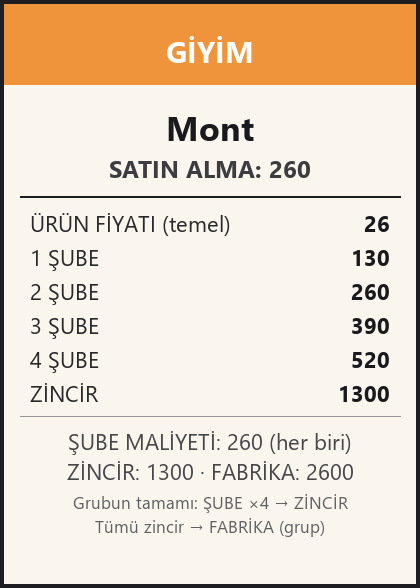 GİYİM
Mont
SATIN ALMA: 260
ÜRÜN FİYATI (temel) 26
1 ŞUBE 130
2 ŞUBE 260
3 ŞUBE 390
4 ŞUBE 520
ZİNCİR 1300
ŞUBE MALİYETİ: 260 (her biri)
ZİNCİR: 1300 · FABRİKA: 2600
Grubun tamamı: ŞUBE ×4 → ZİNCİR
Tümü zincir → FABRİKA (grup)